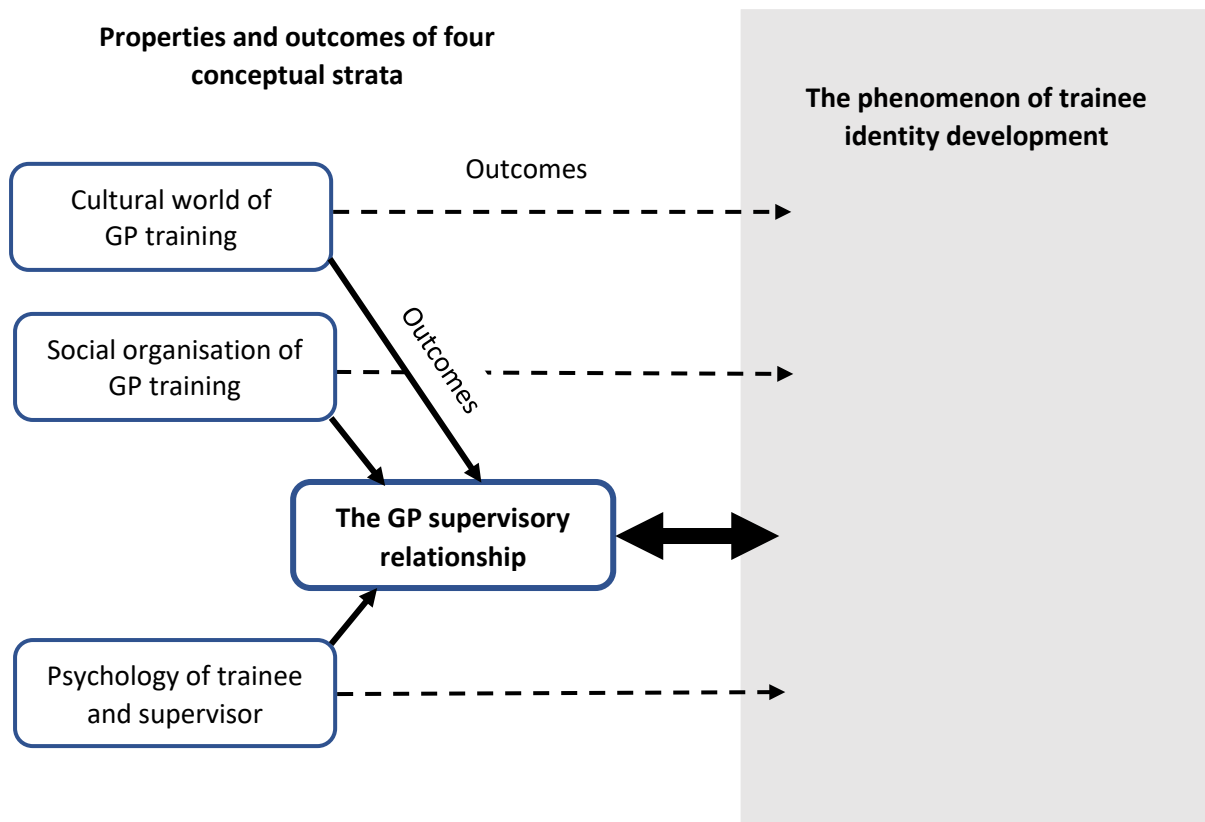 Properties and outcomes of four
conceptual strata
The phenomenon of trainee
identity development
Outcomes
Cultural world of
GP training
Outcomes
Social organisation of
GP training
The GP supervisory
relationship
Psychology of trainee
and supervisor